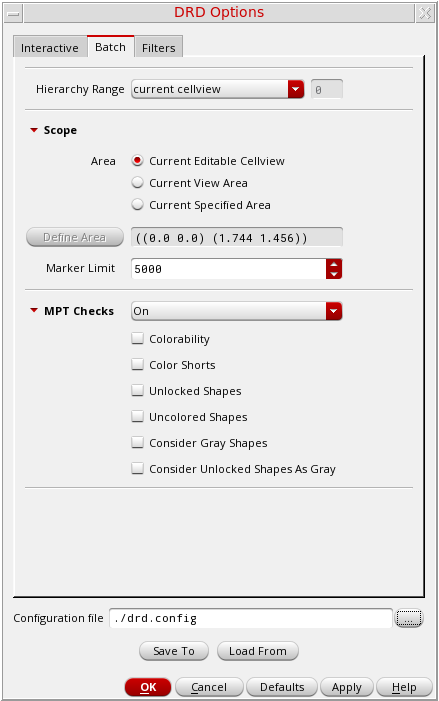 DRD Options
Interactive Batch Filters
Hierarchy Range current cellview 0
Scope
Area Current Editable Cellview
Current View Area
Current Specified Area
Define Area ((0.0 0.0) (1.744 1.456))
Marker Limit 5000
MPT Checks On
Colorability
Color Shorts
Unlocked Shapes
Uncolored Shapes
Consider Gray Shapes
Consider Unlocked Shapes As Gray
Configuration file ./drd.config ...
Save To Load From
OK Cancel Defaults Apply Help